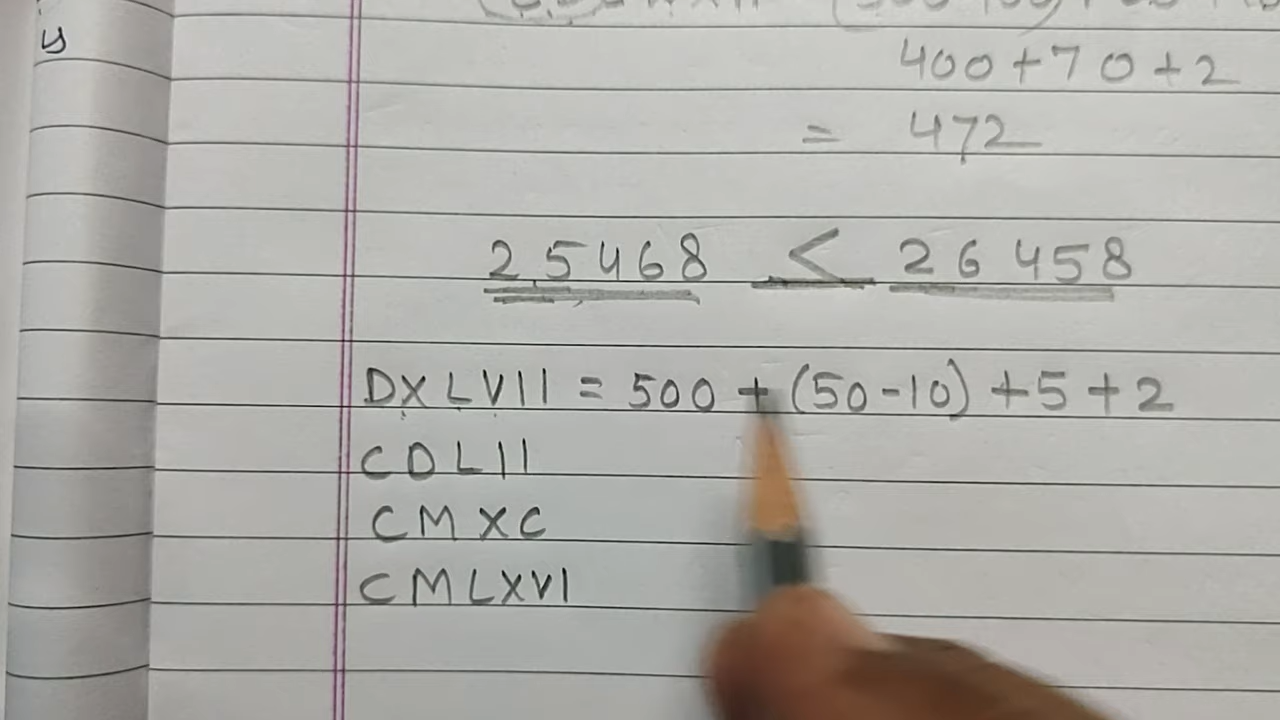 y
400+70+2
= 472
25468 < 26458
DXLVII = 500 + (50-10) +5+2
CDLII
CMXC
CMLXVI